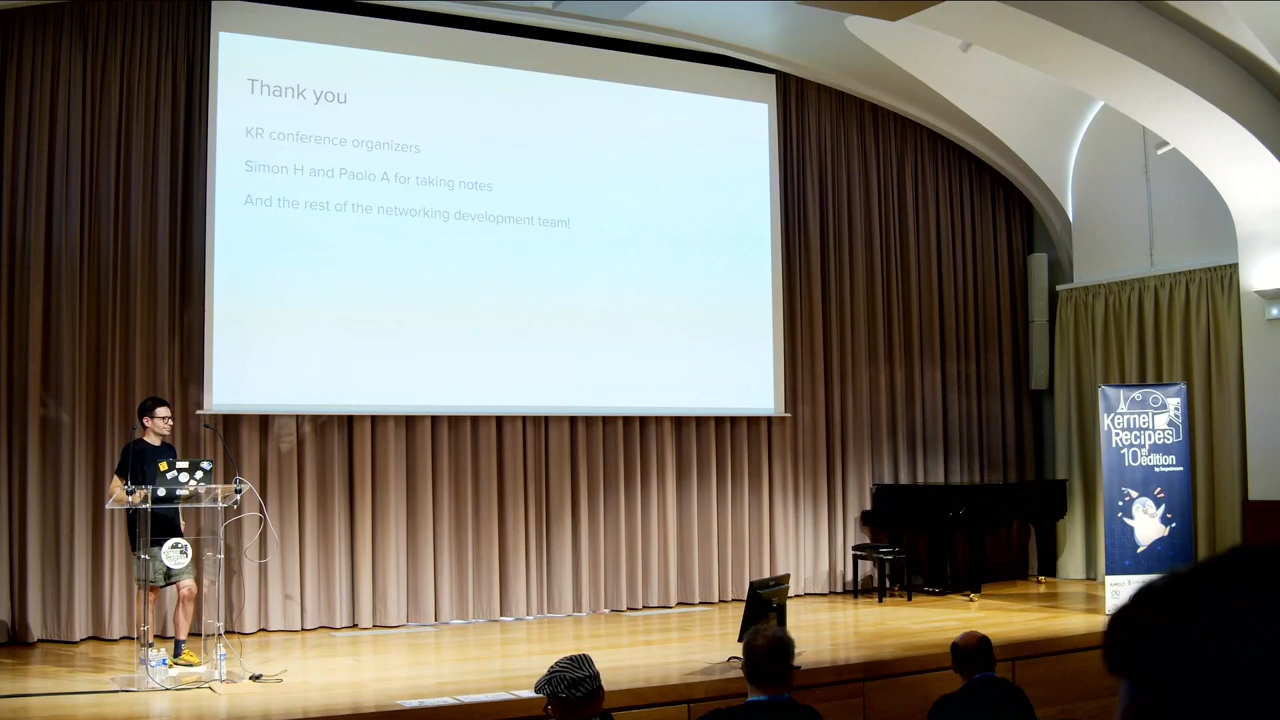 Thank you
KR conference organizers
Simon H and Paolo A for taking notes
And the rest of the networking development team!
Kernel
Recipes
10th edition